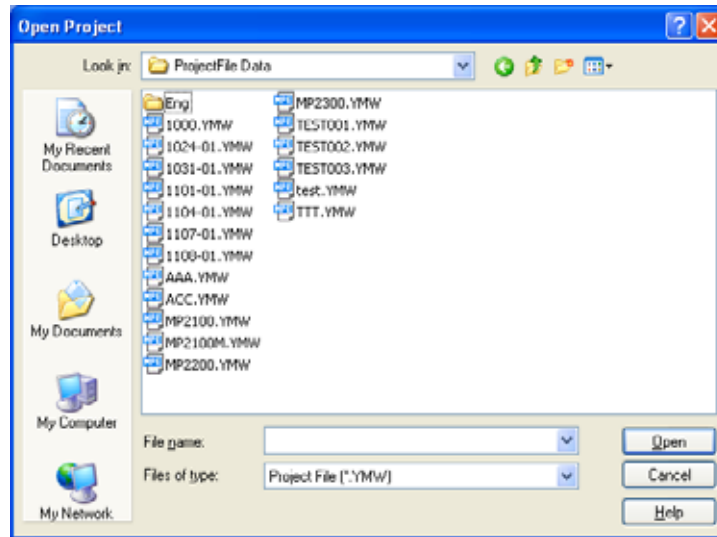 Open Project
Look in:
ProjectFile Data
My Recent
Documents
Desktop
My Documents
My Computer
My Network
Eng
1000.YMW
1024-01.YMW
1031-01.YMW
1101-01.YMW
1104-01.YMW
1107-01.YMW
1108-01.YMW
AAA.YMW
ACC.YMW
MP2100.YMW
MP2100M.YMW
MP2200.YMW
MP2300.YMW
TEST001.YMW
TEST002.YMW
TEST003.YMW
test.YMW
TTT.YMW
File name:
Open
Files of type:
Project File (*.YMW)
Cancel
Help